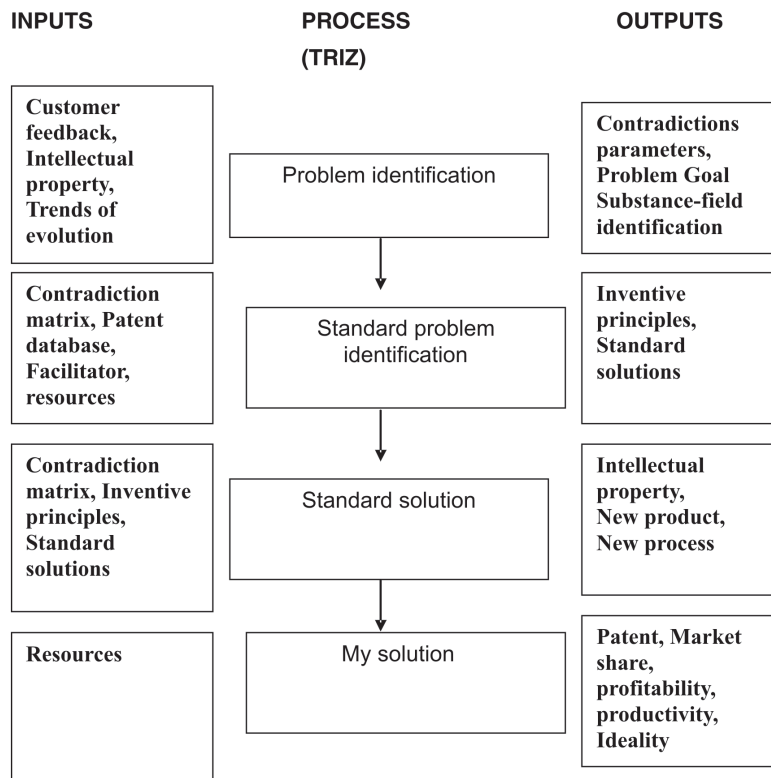 INPUTS
PROCESS
(TRIZ)
OUTPUTS
Customer
feedback,
Intellectual
property,
Trends of
evolution
Problem identification
Contradictions
parameters,
Problem Goal
Substance-field
identification
Contradiction
matrix, Patent
database,
Facilitator,
resources
Standard problem
identification
Inventive
principles,
Standard
solutions
Contradiction
matrix, Inventive
principles,
Standard
solutions
Standard solution
Intellectual
property,
New product,
New process
Resources
My solution
Patent, Market
share,
profitability,
productivity,
Ideality